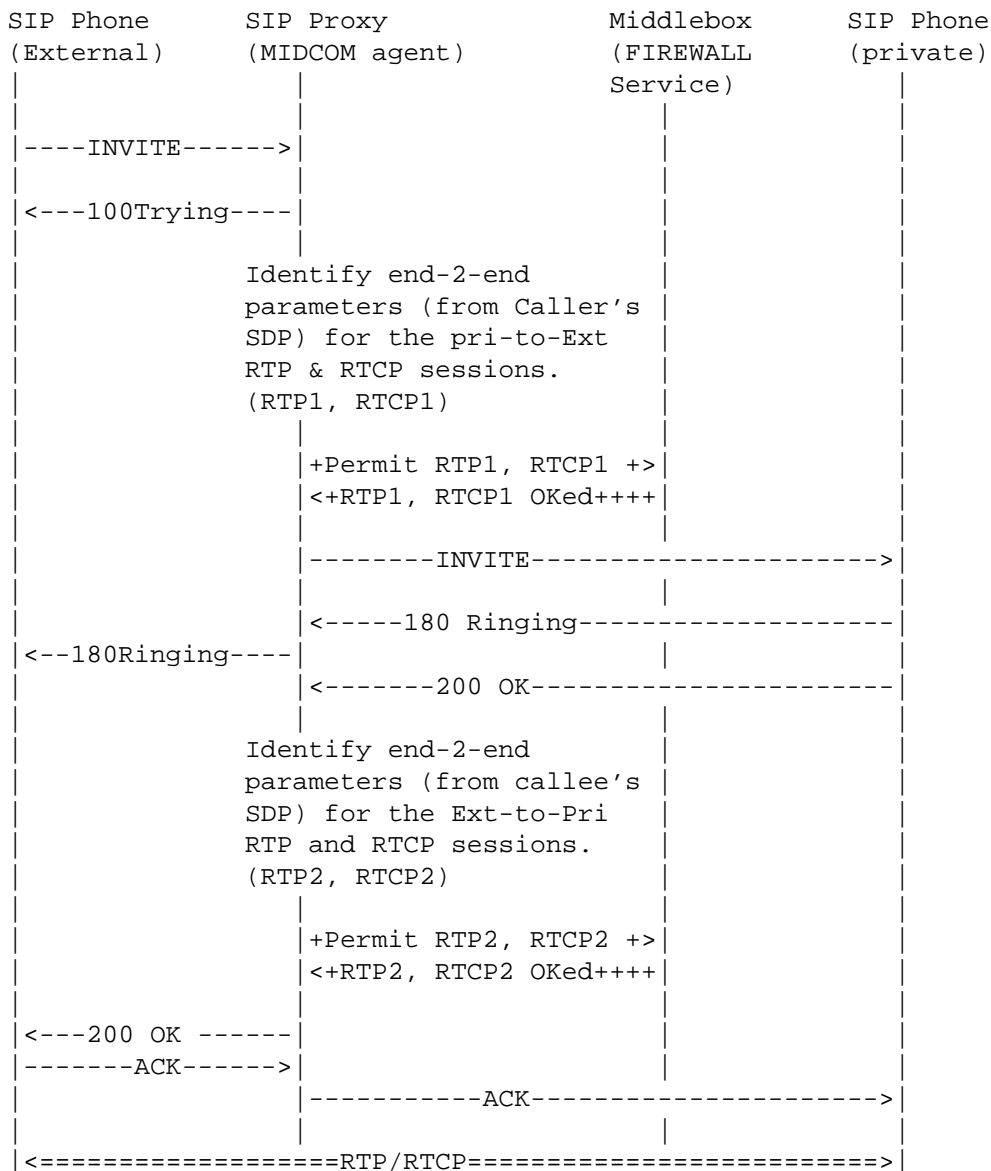 SIP Phone       SIP Proxy              Middlebox       SIP Phone
(External)     (MIDCOM agent)         (FIREWALL       (private)
|                 |                   Service)           |
|                 |                      |              |
|----INVITE------>|                      |              |
|                 |                      |              |
|<---100Trying----|                      |              |
|                 |                      |              |
|              Identify end-2-end        |              |
|              parameters (from Caller's |              |
|              SDP) for the pri-to-Ext   |              |
|              RTP & RTCP sessions.      |              |
|              (RTP1, RTCP1)             |              |
|                 |                      |              |
|                 |+Permit RTP1, RTCP1 +>|              |
|                 |<+RTP1, RTCP1 OKed++++|              |
|                 |                      |              |
|                 |--------INVITE---------------------->|
|                 |                      |              |
|                 |<-----180 Ringing--------------------|
|<--180Ringing----|                      |              |
|                 |<-------200 OK-----------------------|
|                 |                      |              |
|              Identify end-2-end        |              |
|              parameters (from callee's |              |
|              SDP) for the Ext-to-Pri   |              |
|              RTP and RTCP sessions.    |              |
|              (RTP2, RTCP2)             |              |
|                 |                      |              |
|                 |+Permit RTP2, RTCP2 +>|              |
|                 |<+RTP2, RTCP2 OKed++++|              |
|                 |                      |              |
|<---200 OK ------|                      |              |
|-------ACK------>|                      |              |
|                 |-----------ACK---------------------->|
|                 |                      |              |
|<===================RTP/RTCP==========================>|